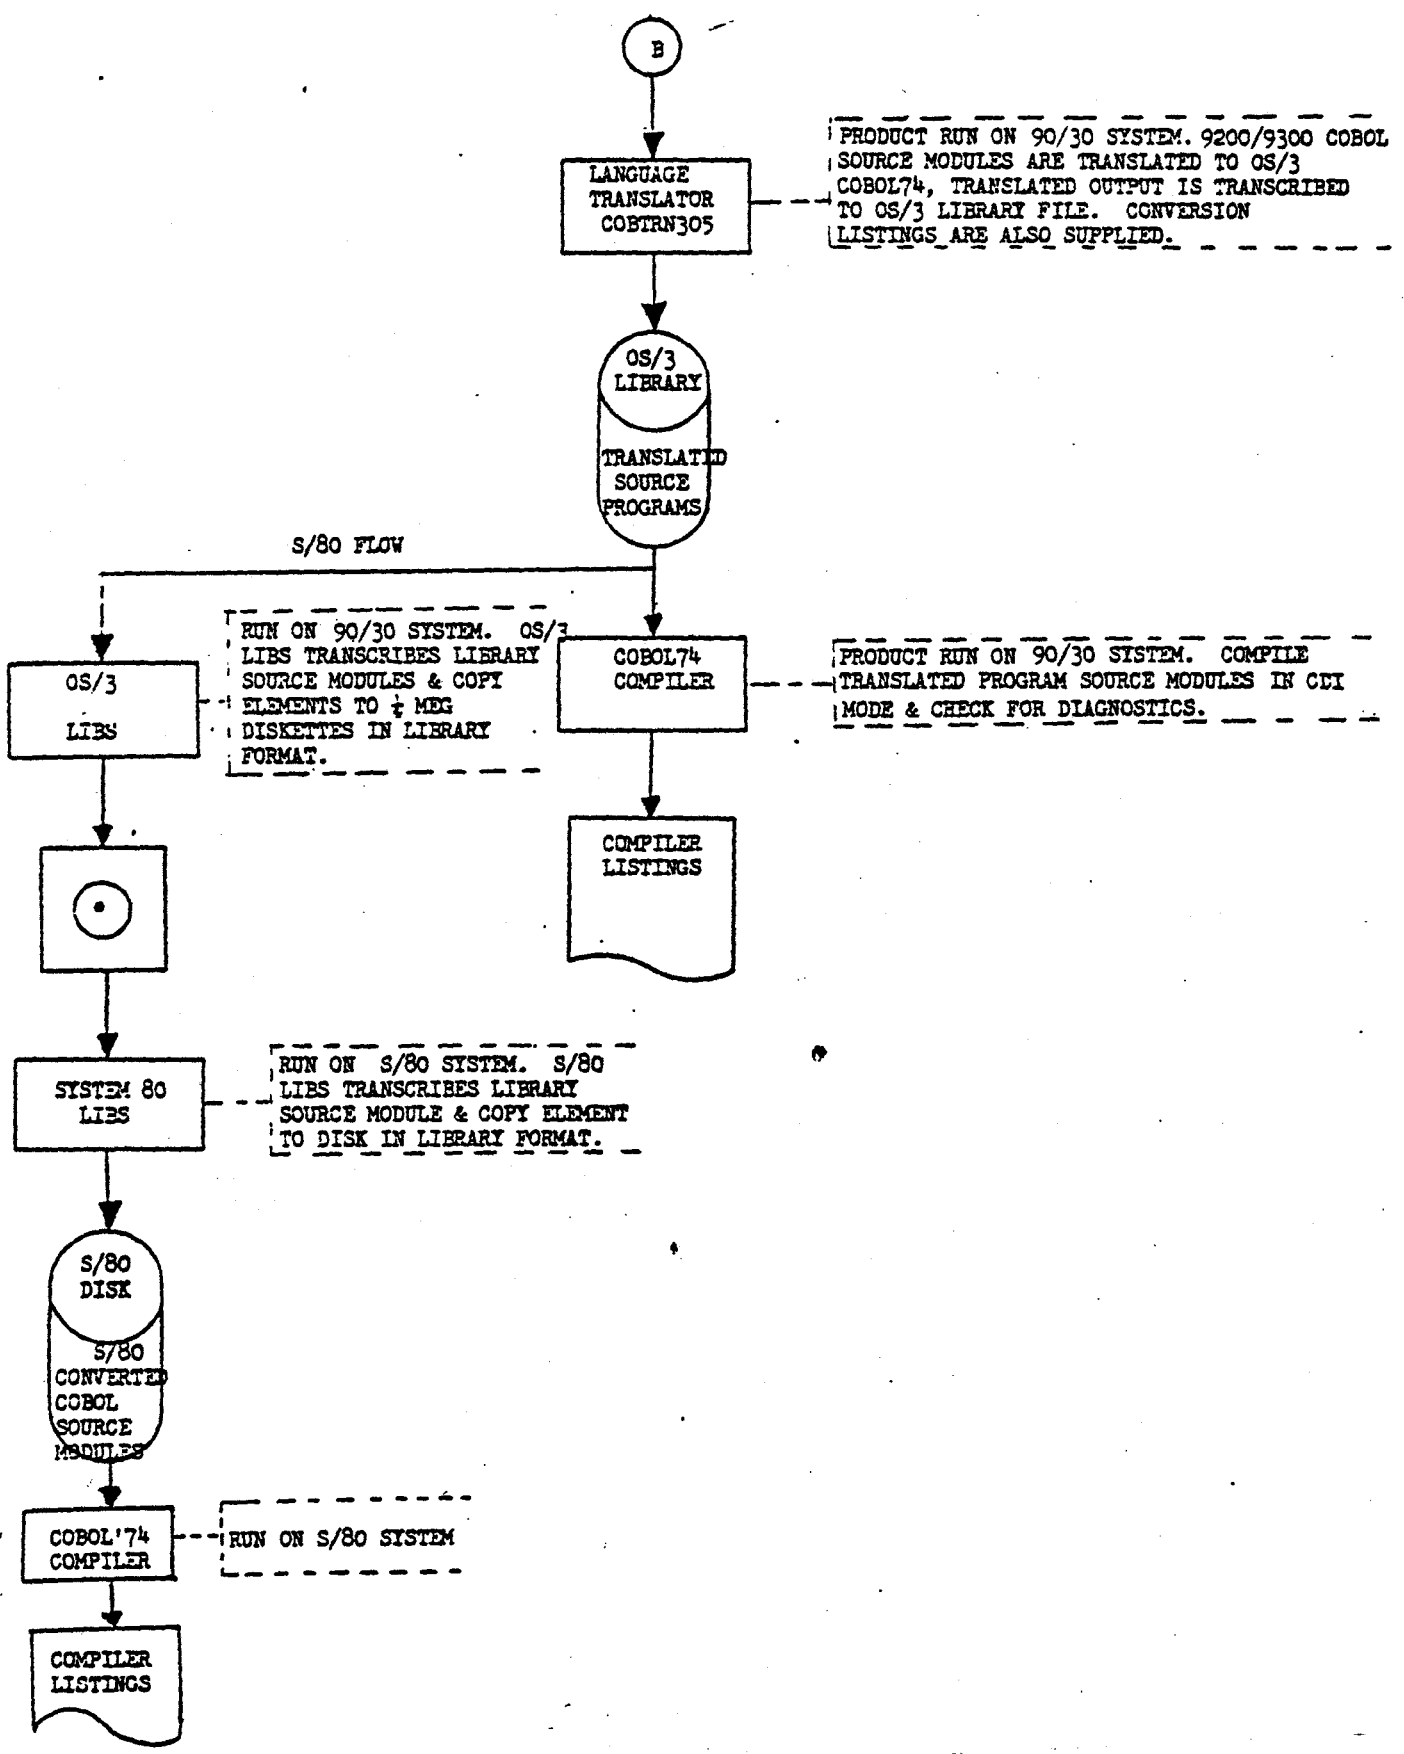 B
LANGUAGE
TRANSLATOR
COBTRN305
PRODUCT RUN ON 90/30 SYSTEM. 9200/9300 COBOL
SOURCE MODULES ARE TRANSLATED TO OS/3
COBOL74, TRANSLATED OUTPUT IS TRANSCRIBED
TO OS/3 LIBRARY FILE. CONVERSION
LISTINGS ARE ALSO SUPPLIED.
OS/3
LIBRARY
TRANSLATED
SOURCE
PROGRAMS
S/80 FLOW
OS/3
LIBS
RUN ON 90/30 SYSTEM. OS/3
LIBS TRANSCRIBES LIBRARY
SOURCE MODULES & COPY
ELEMENTS TO ¼ MEG
DISKETTES IN LIBRARY
FORMAT.
COBOL74
COMPILER
PRODUCT RUN ON 90/30 SYSTEM. COMPILE
TRANSLATED PROGRAM SOURCE MODULES IN CDI
MODE & CHECK FOR DIAGNOSTICS.
COMPILER
LISTINGS
SYSTEM 80
LIBS
RUN ON S/80 SYSTEM. S/80
LIBS TRANSCRIBES LIBRARY
SOURCE MODULE & COPY ELEMENT
TO DISK IN LIBRARY FORMAT.
S/80
DISK
S/80
CONVERTED
COBOL
SOURCE
MODULES
COBOL'74
COMPILER
RUN ON S/80 SYSTEM
COMPILER
LISTINGS